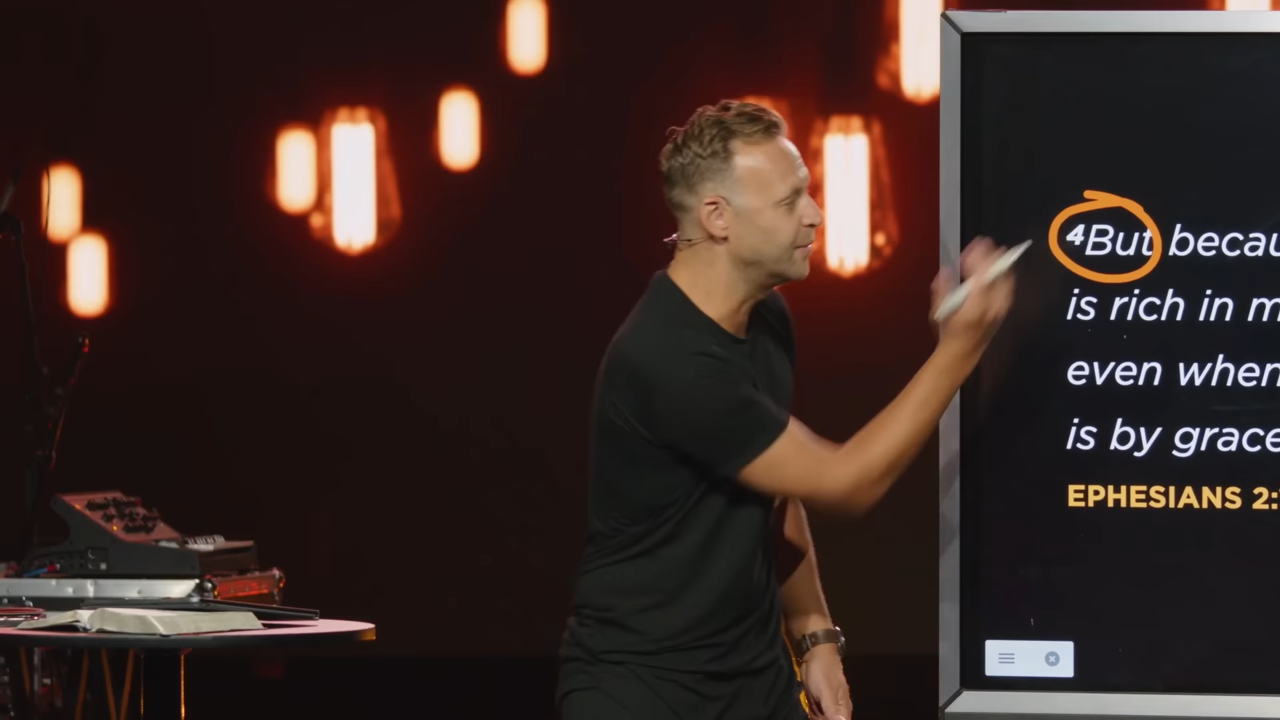 ⁴But becau
is rich in m
even when
is by grace
EPHESIANS 2: